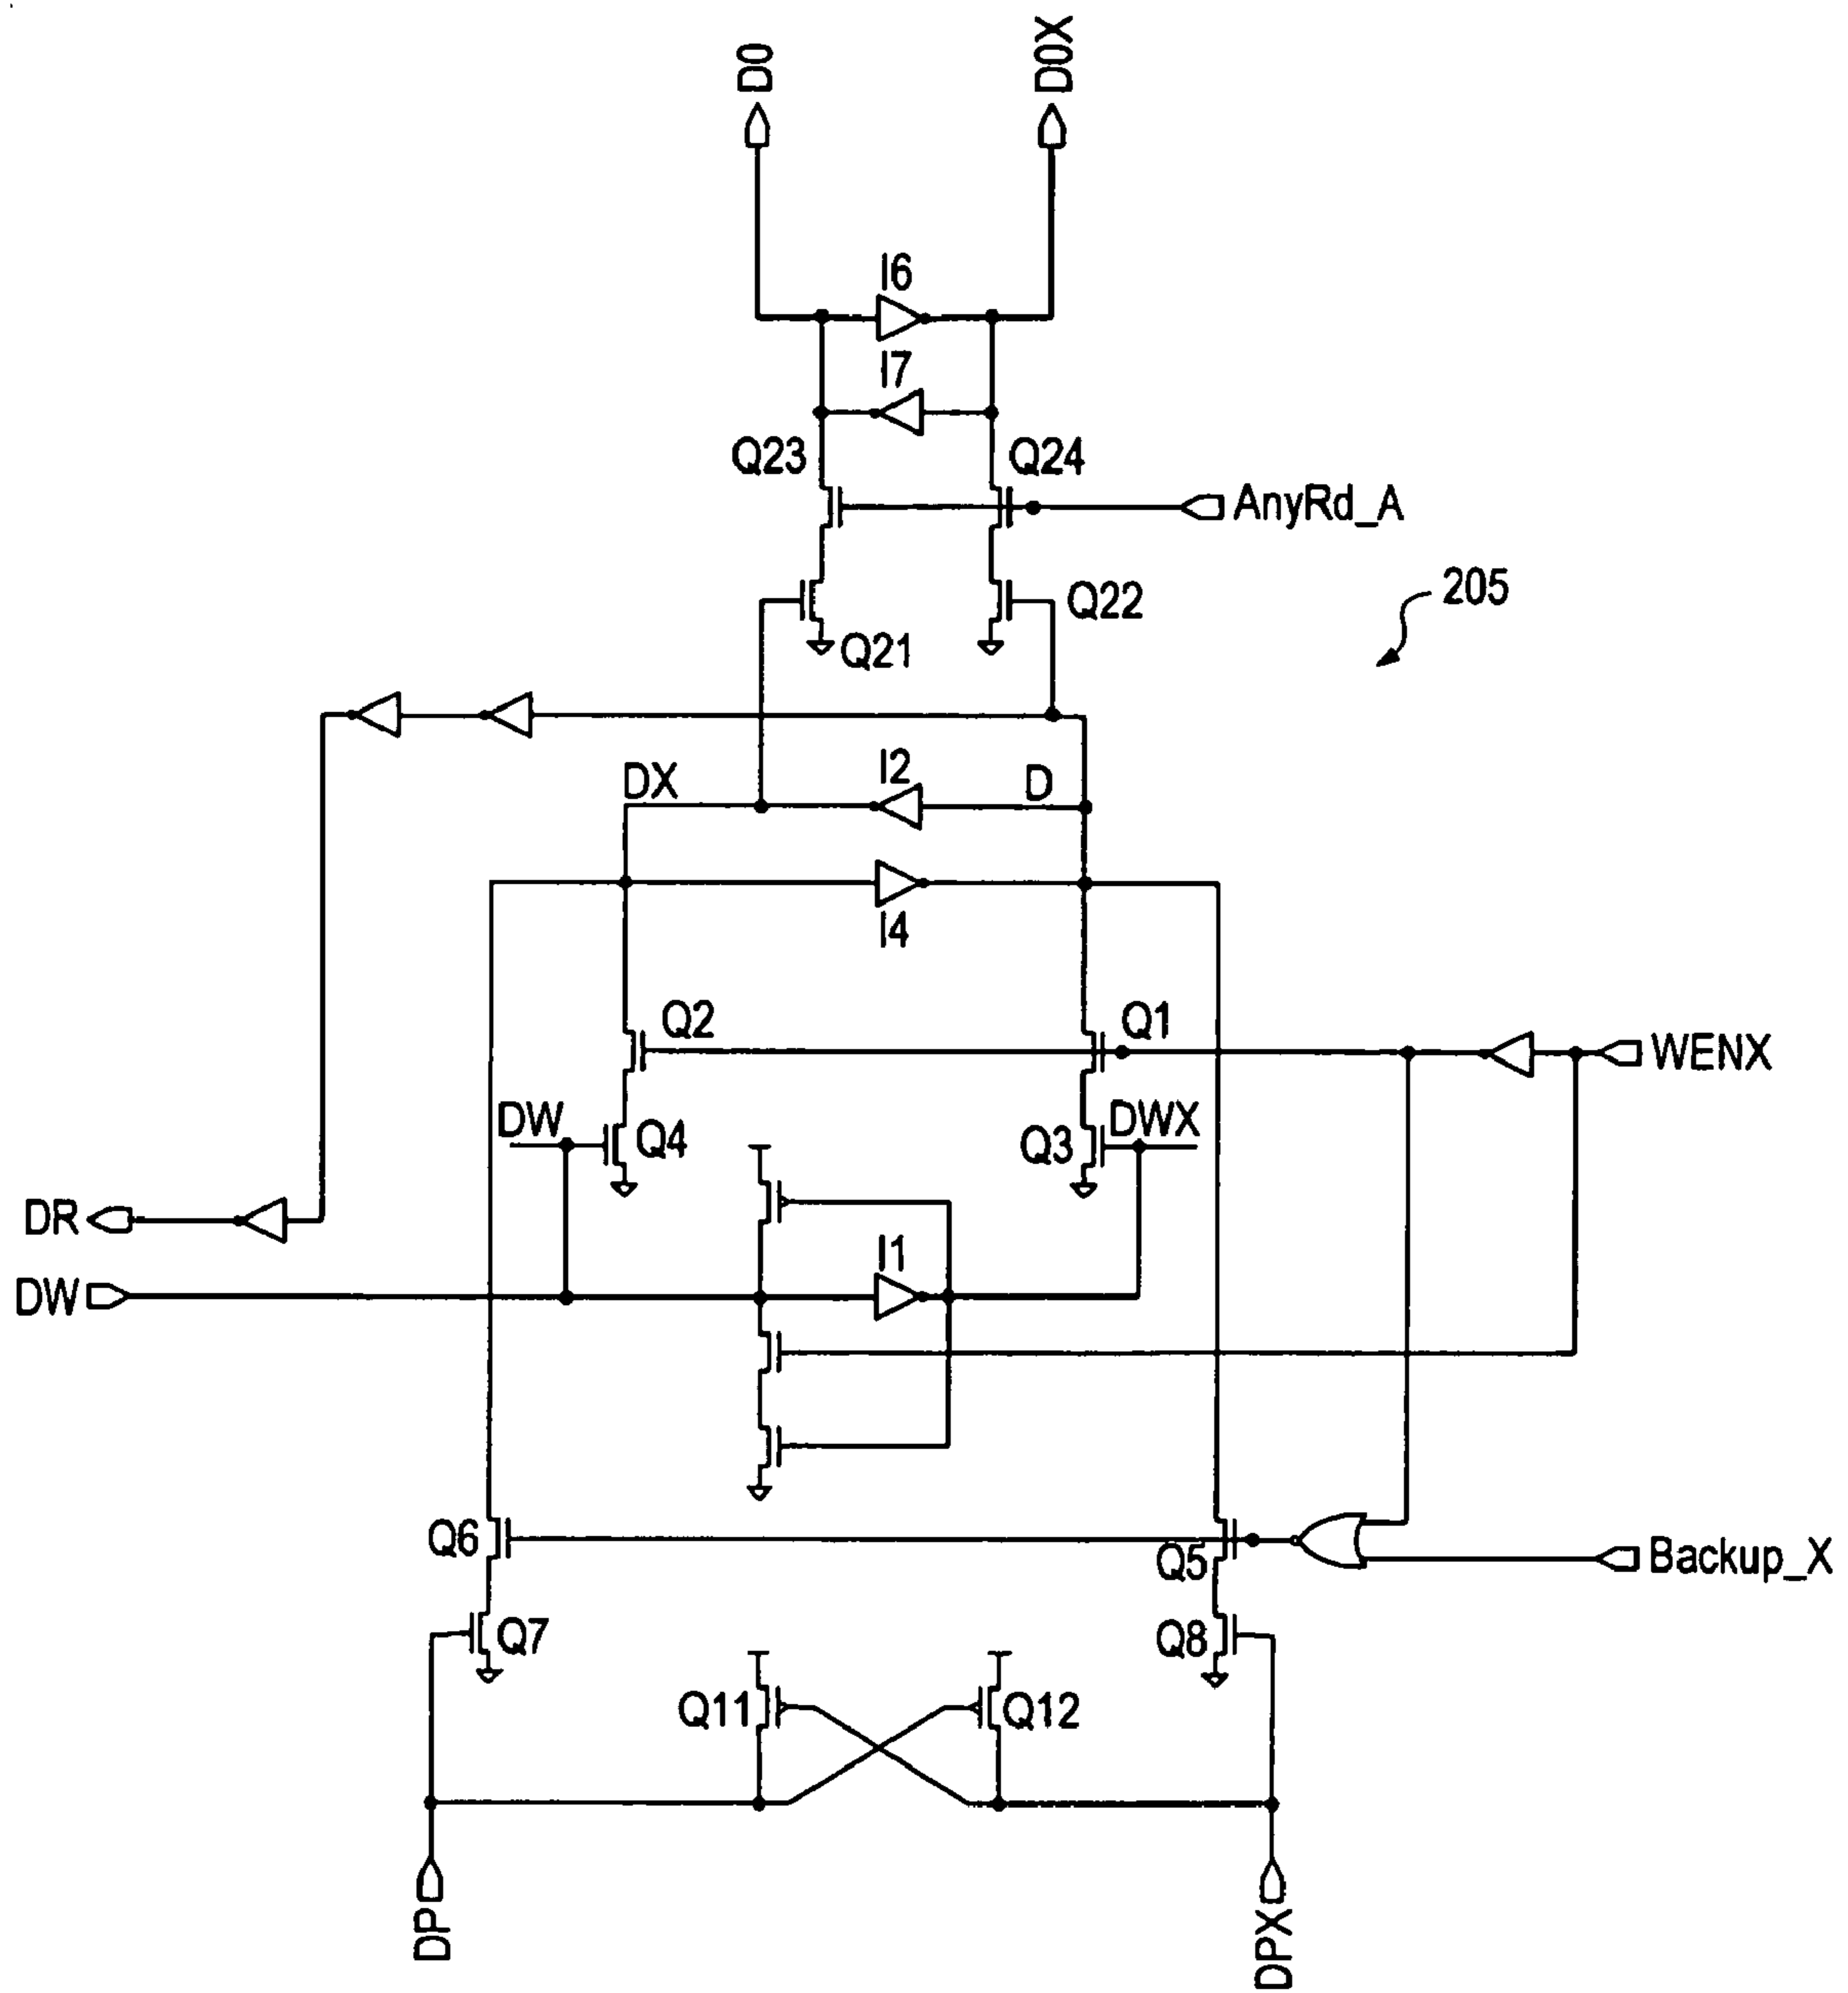 D0
D0X
I6
I7
Q23
Q24
AnyRd_A
205
Q22
Q21
DX
I2
D
I4
Q2
Q1
WENX
DW
Q4
Q3
DWX
DR
I1
DW
Q6
Q5
Backup_X
Q7
Q8
Q11
Q12
DP
DPX